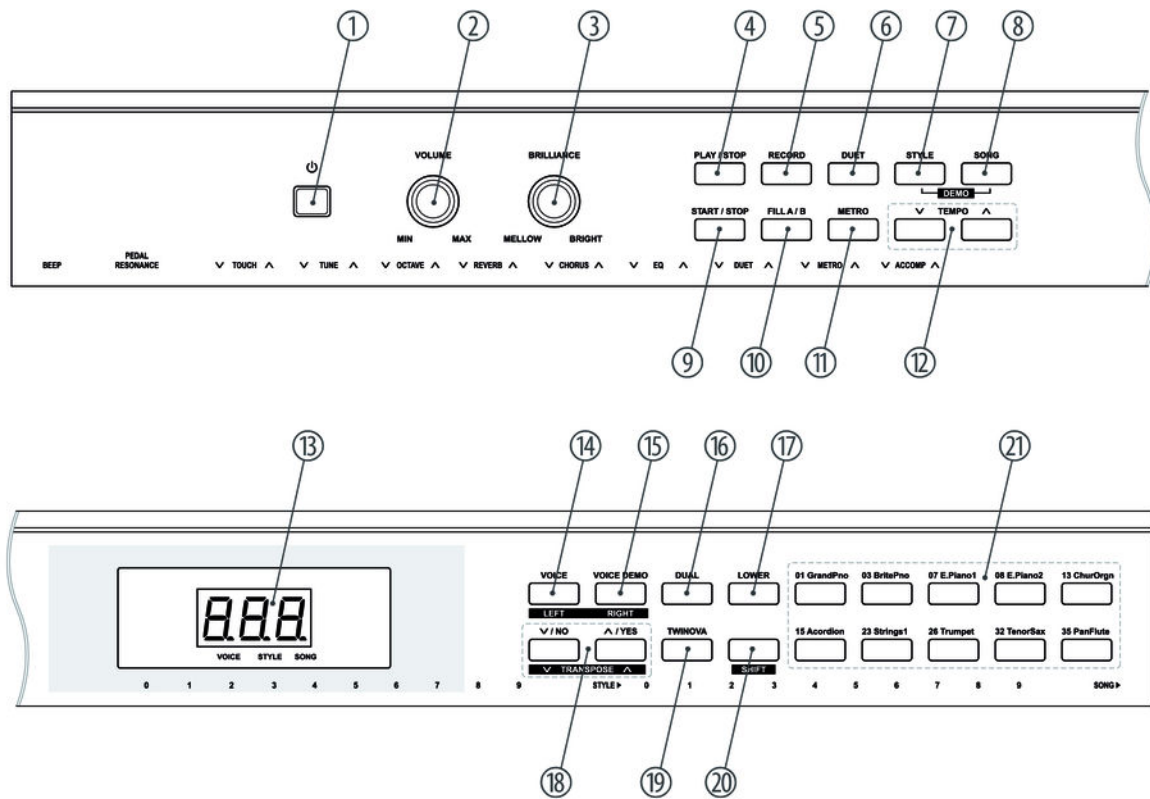 ① ② ③ ④ ⑤ ⑥ ⑦ ⑧
⏻ VOLUME BRILLIANCE PLAY / STOP RECORD DUET STYLE SONG
DEMO
START / STOP FILL A / B METRO ∨ TEMPO ∧
MIN MAX MELLOW BRIGHT
BEEP PEDAL RESONANCE ∨ TOUCH ∧ ∨ TUNE ∧ ∨ OCTAVE ∧ ∨ REVERB ∧ ∨ CHORUS ∧ ∨ EQ ∧ ∨ DUET ∧ ∨ METRO ∧ ∨ ACCOMP ∧
⑨ ⑩ ⑪ ⑫
⑬ ⑭ ⑮ ⑯ ⑰ ㉑
VOICE VOICE DEMO DUAL LOWER 01 GrandPno 03 BritePno 07 E.Piano1 08 E.Piano2 13 ChurOrgn
LEFT RIGHT
888
∨ / NO ∧ / YES TWINOVA 15 Acordion 23 Strings1 26 Trumpet 32 TenorSax 35 PanFlute
VOICE STYLE SONG
∨ TRANSPOSE ∧ SHIFT
0 1 2 3 4 5 6 7 8 9 STYLE▶ 0 1 2 3 4 5 6 7 8 9 SONG▶
⑱ ⑲ ⑳